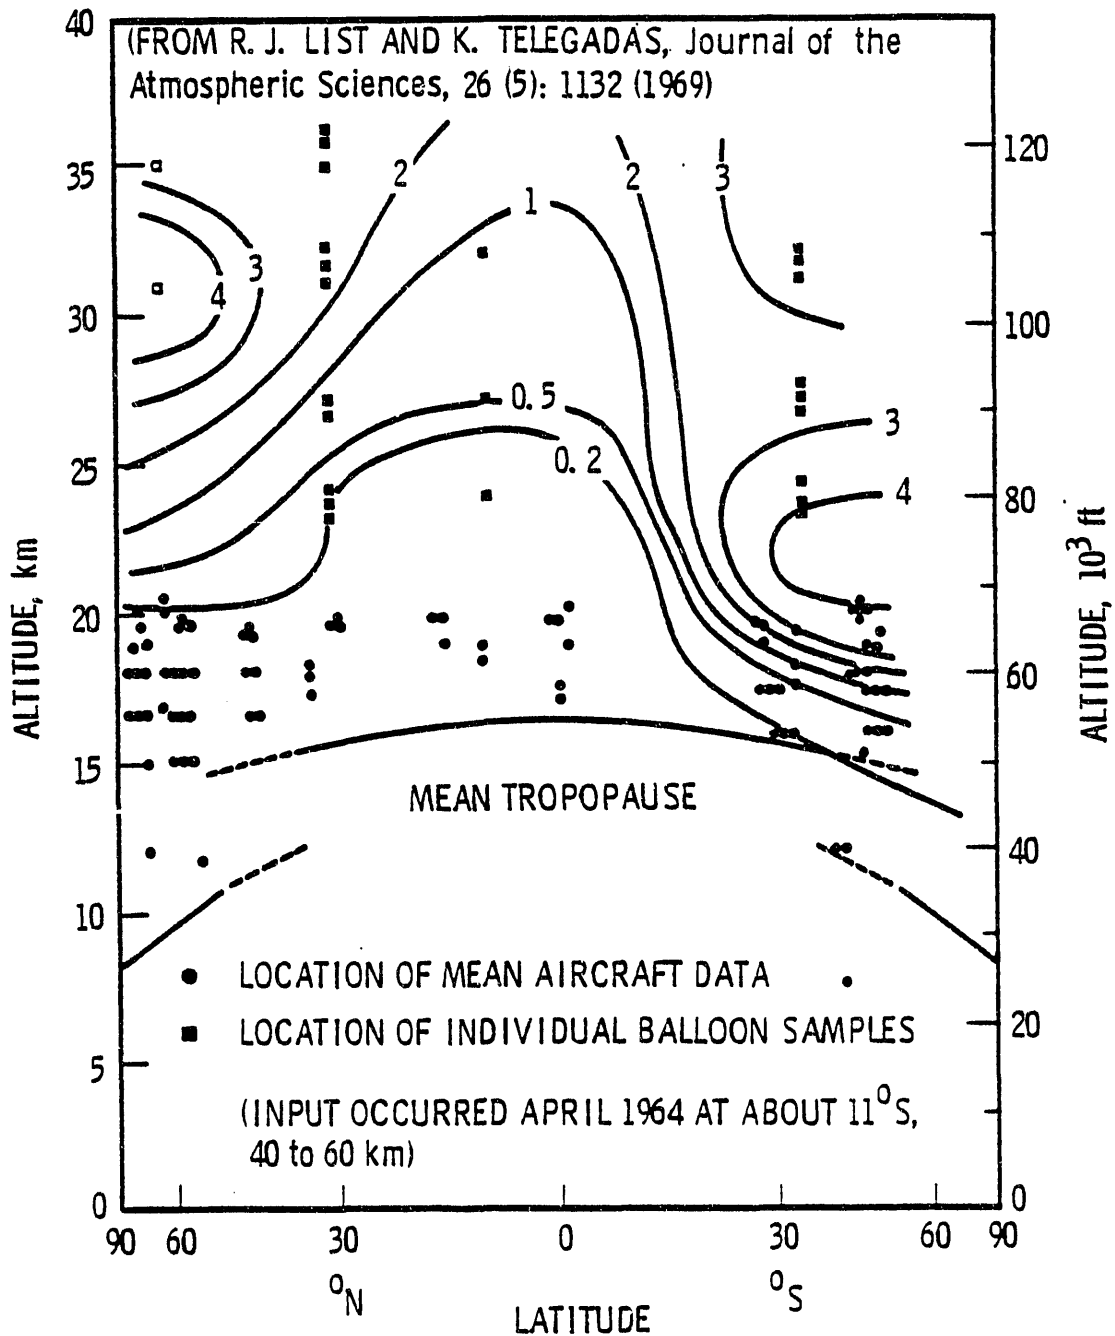 40
(FROM R. J. LIST AND K. TELEGADAS, Journal of the
Atmospheric Sciences, 26 (5): 1132 (1969)
35
120
2
2
3
1
3
4
30
100
0.5
3
25
0.2
4
80
ALTITUDE, km
ALTITUDE, 10³ ft
20
60
15
MEAN TROPOPAUSE
40
10
LOCATION OF MEAN AIRCRAFT DATA
LOCATION OF INDIVIDUAL BALLOON SAMPLES
20
5
(INPUT OCCURRED APRIL 1964 AT ABOUT 11°S,
40 to 60 km)
0
0
90 60 30 0 30 60 90
°N °S
LATITUDE